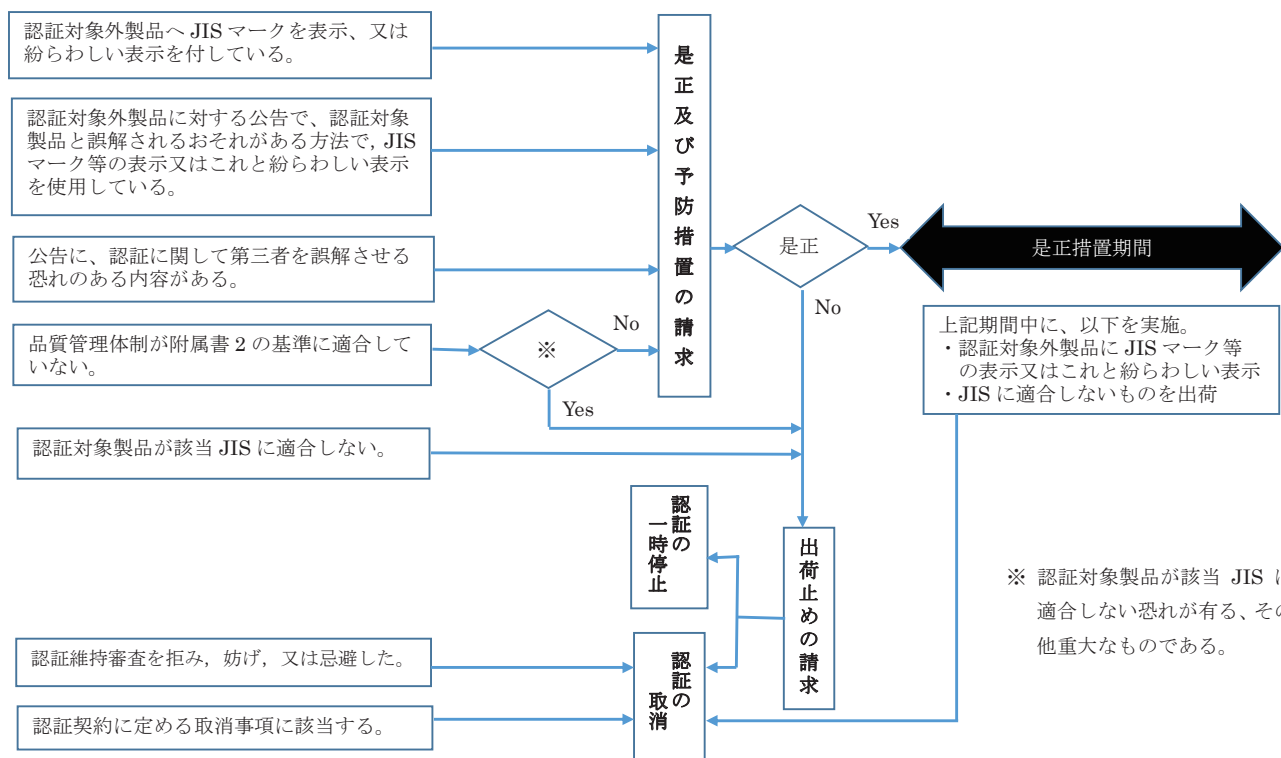 認証対象外製品へ JIS マークを表示、又は
紛らわしい表示を付している。
認証対象外製品に対する公告で、認証対象
製品と誤解されるおそれがある方法で, JIS
マーク等の表示又はこれと紛らわしい表示
を使用している。
公告に、認証に関して第三者を誤解させる
恐れのある内容がある。
品質管理体制が附属書 2 の基準に適合して
いない。
※
No
Yes
認証対象製品が該当 JIS に適合しない。
是正及び予防措置の請求
是正
Yes
No
是正措置期間
上記期間中に、以下を実施。
・認証対象外製品に JIS マーク等
の表示又はこれと紛らわしい表示
・JIS に適合しないものを出荷
認証の
一時停止
出荷止めの請求
※ 認証対象製品が該当 JIS に
適合しない恐れが有る、その
他重大なものである。
認証維持審査を拒み, 妨げ, 又は忌避した。
認証契約に定める取消事項に該当する。
認証の
取消